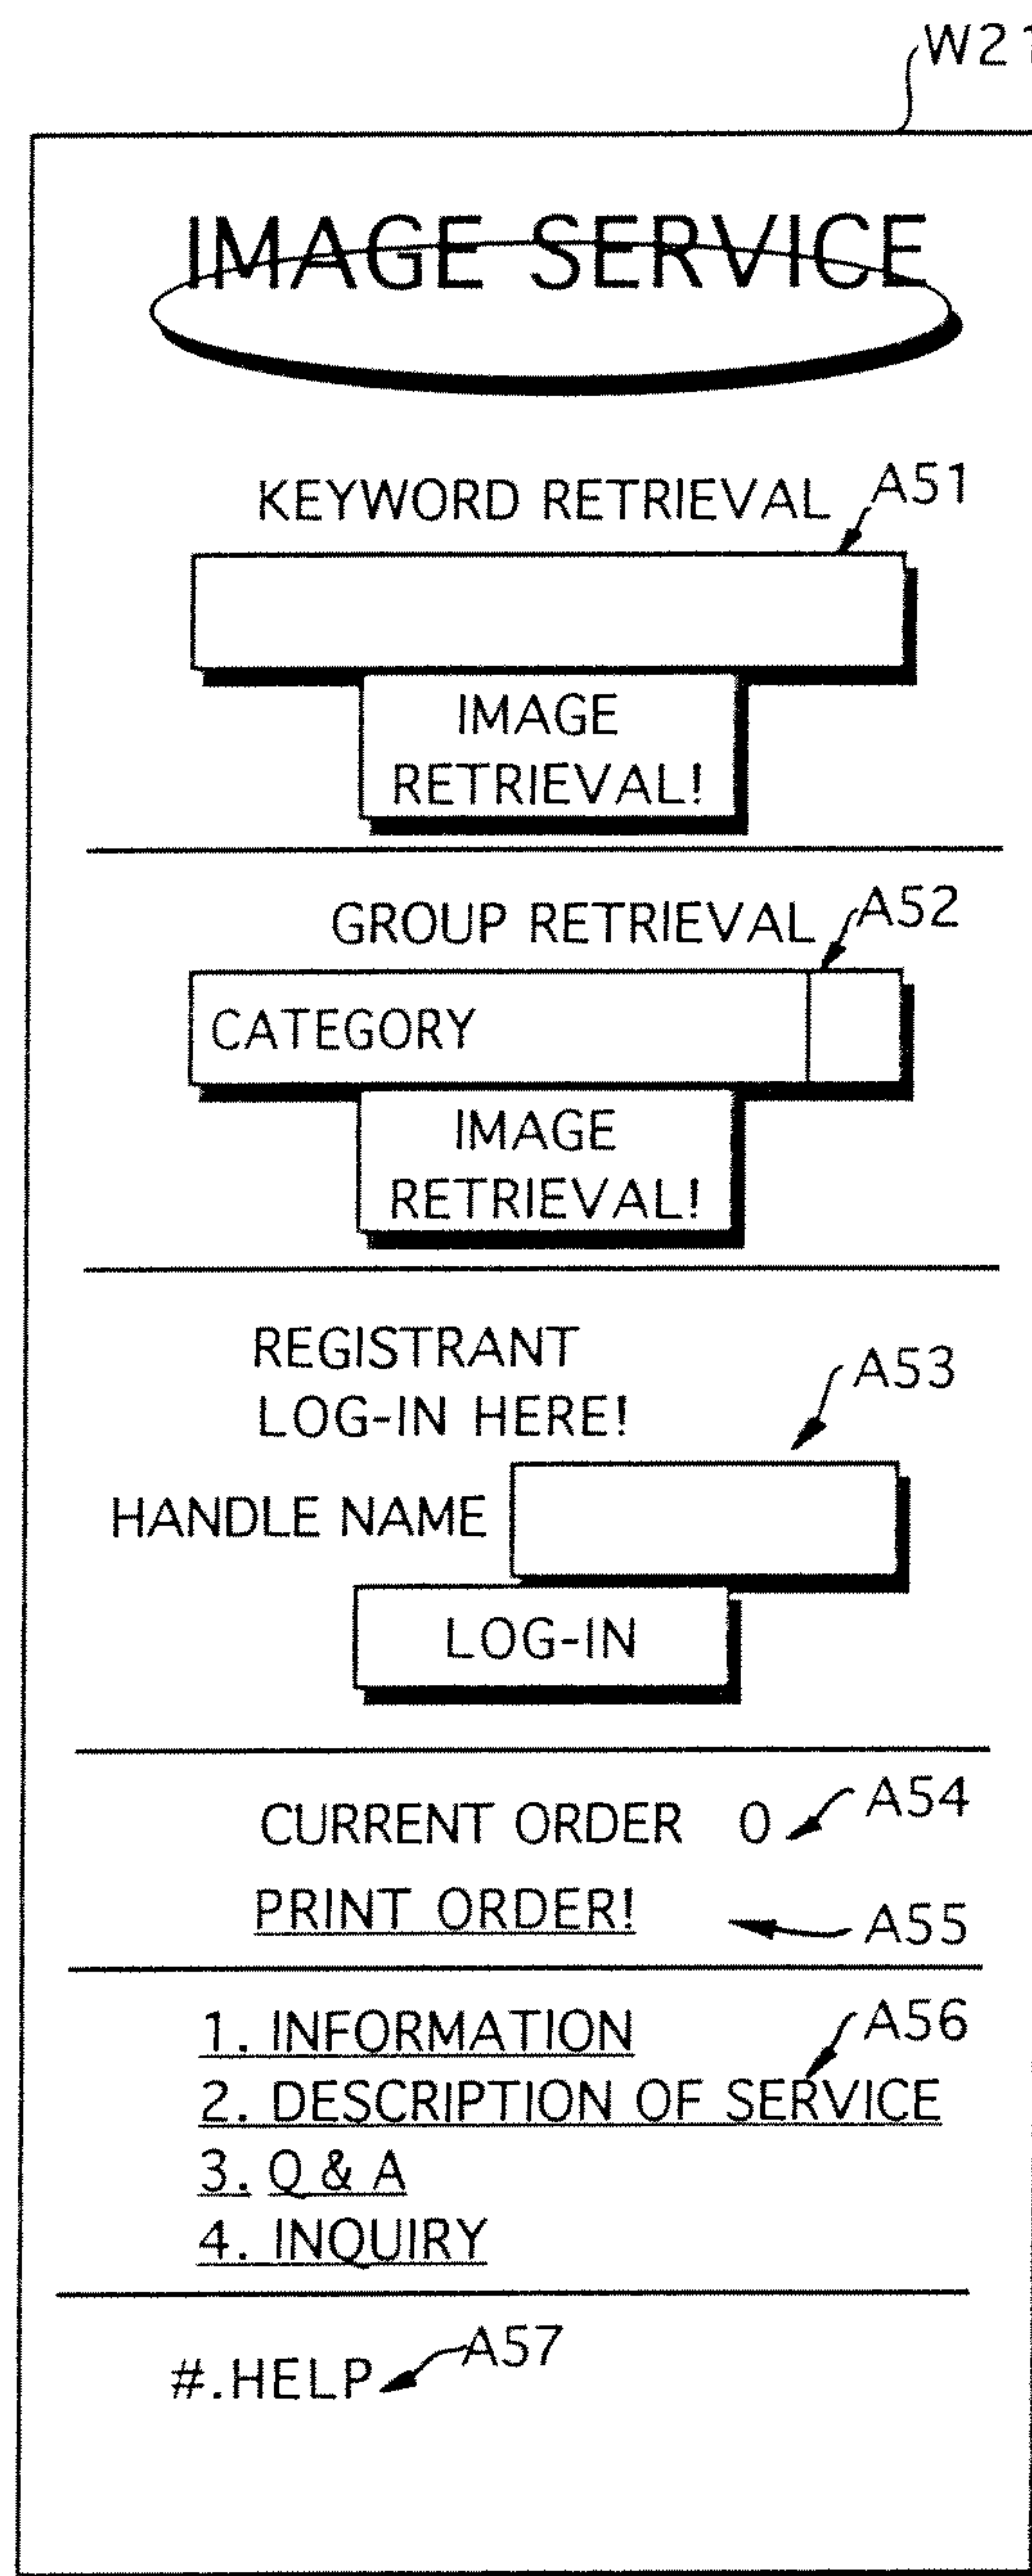 W21
IMAGE SERVICE
KEYWORD RETRIEVAL A51
IMAGE
RETRIEVAL!
GROUP RETRIEVAL A52
CATEGORY
IMAGE
RETRIEVAL!
REGISTRANT
LOG-IN HERE!
A53
HANDLE NAME
LOG-IN
CURRENT ORDER 0 A54
PRINT ORDER! A55
1. INFORMATION A56
2. DESCRIPTION OF SERVICE
3. Q & A
4. INQUIRY
#.HELP A57